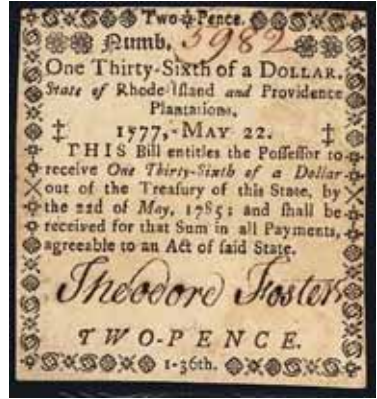 Two-Pence.
Numb. 5982
One Thirty-Sixth of a DOLLAR.
State of Rhode-Iſland and Providence
Plantations.
‡ 1777,-MAY 22. ‡
THIS Bill entitles the Poſſeſſor to
receive One Thirty-Sixth of a Dollar
out of the Treaſury of this State, by
the 22d of May, 1785; and ſhall be
received for that Sum in all Payments,
agreeable to an Act of ſaid State.
Theodore Foster
TWO-PENCE.
1-36th.